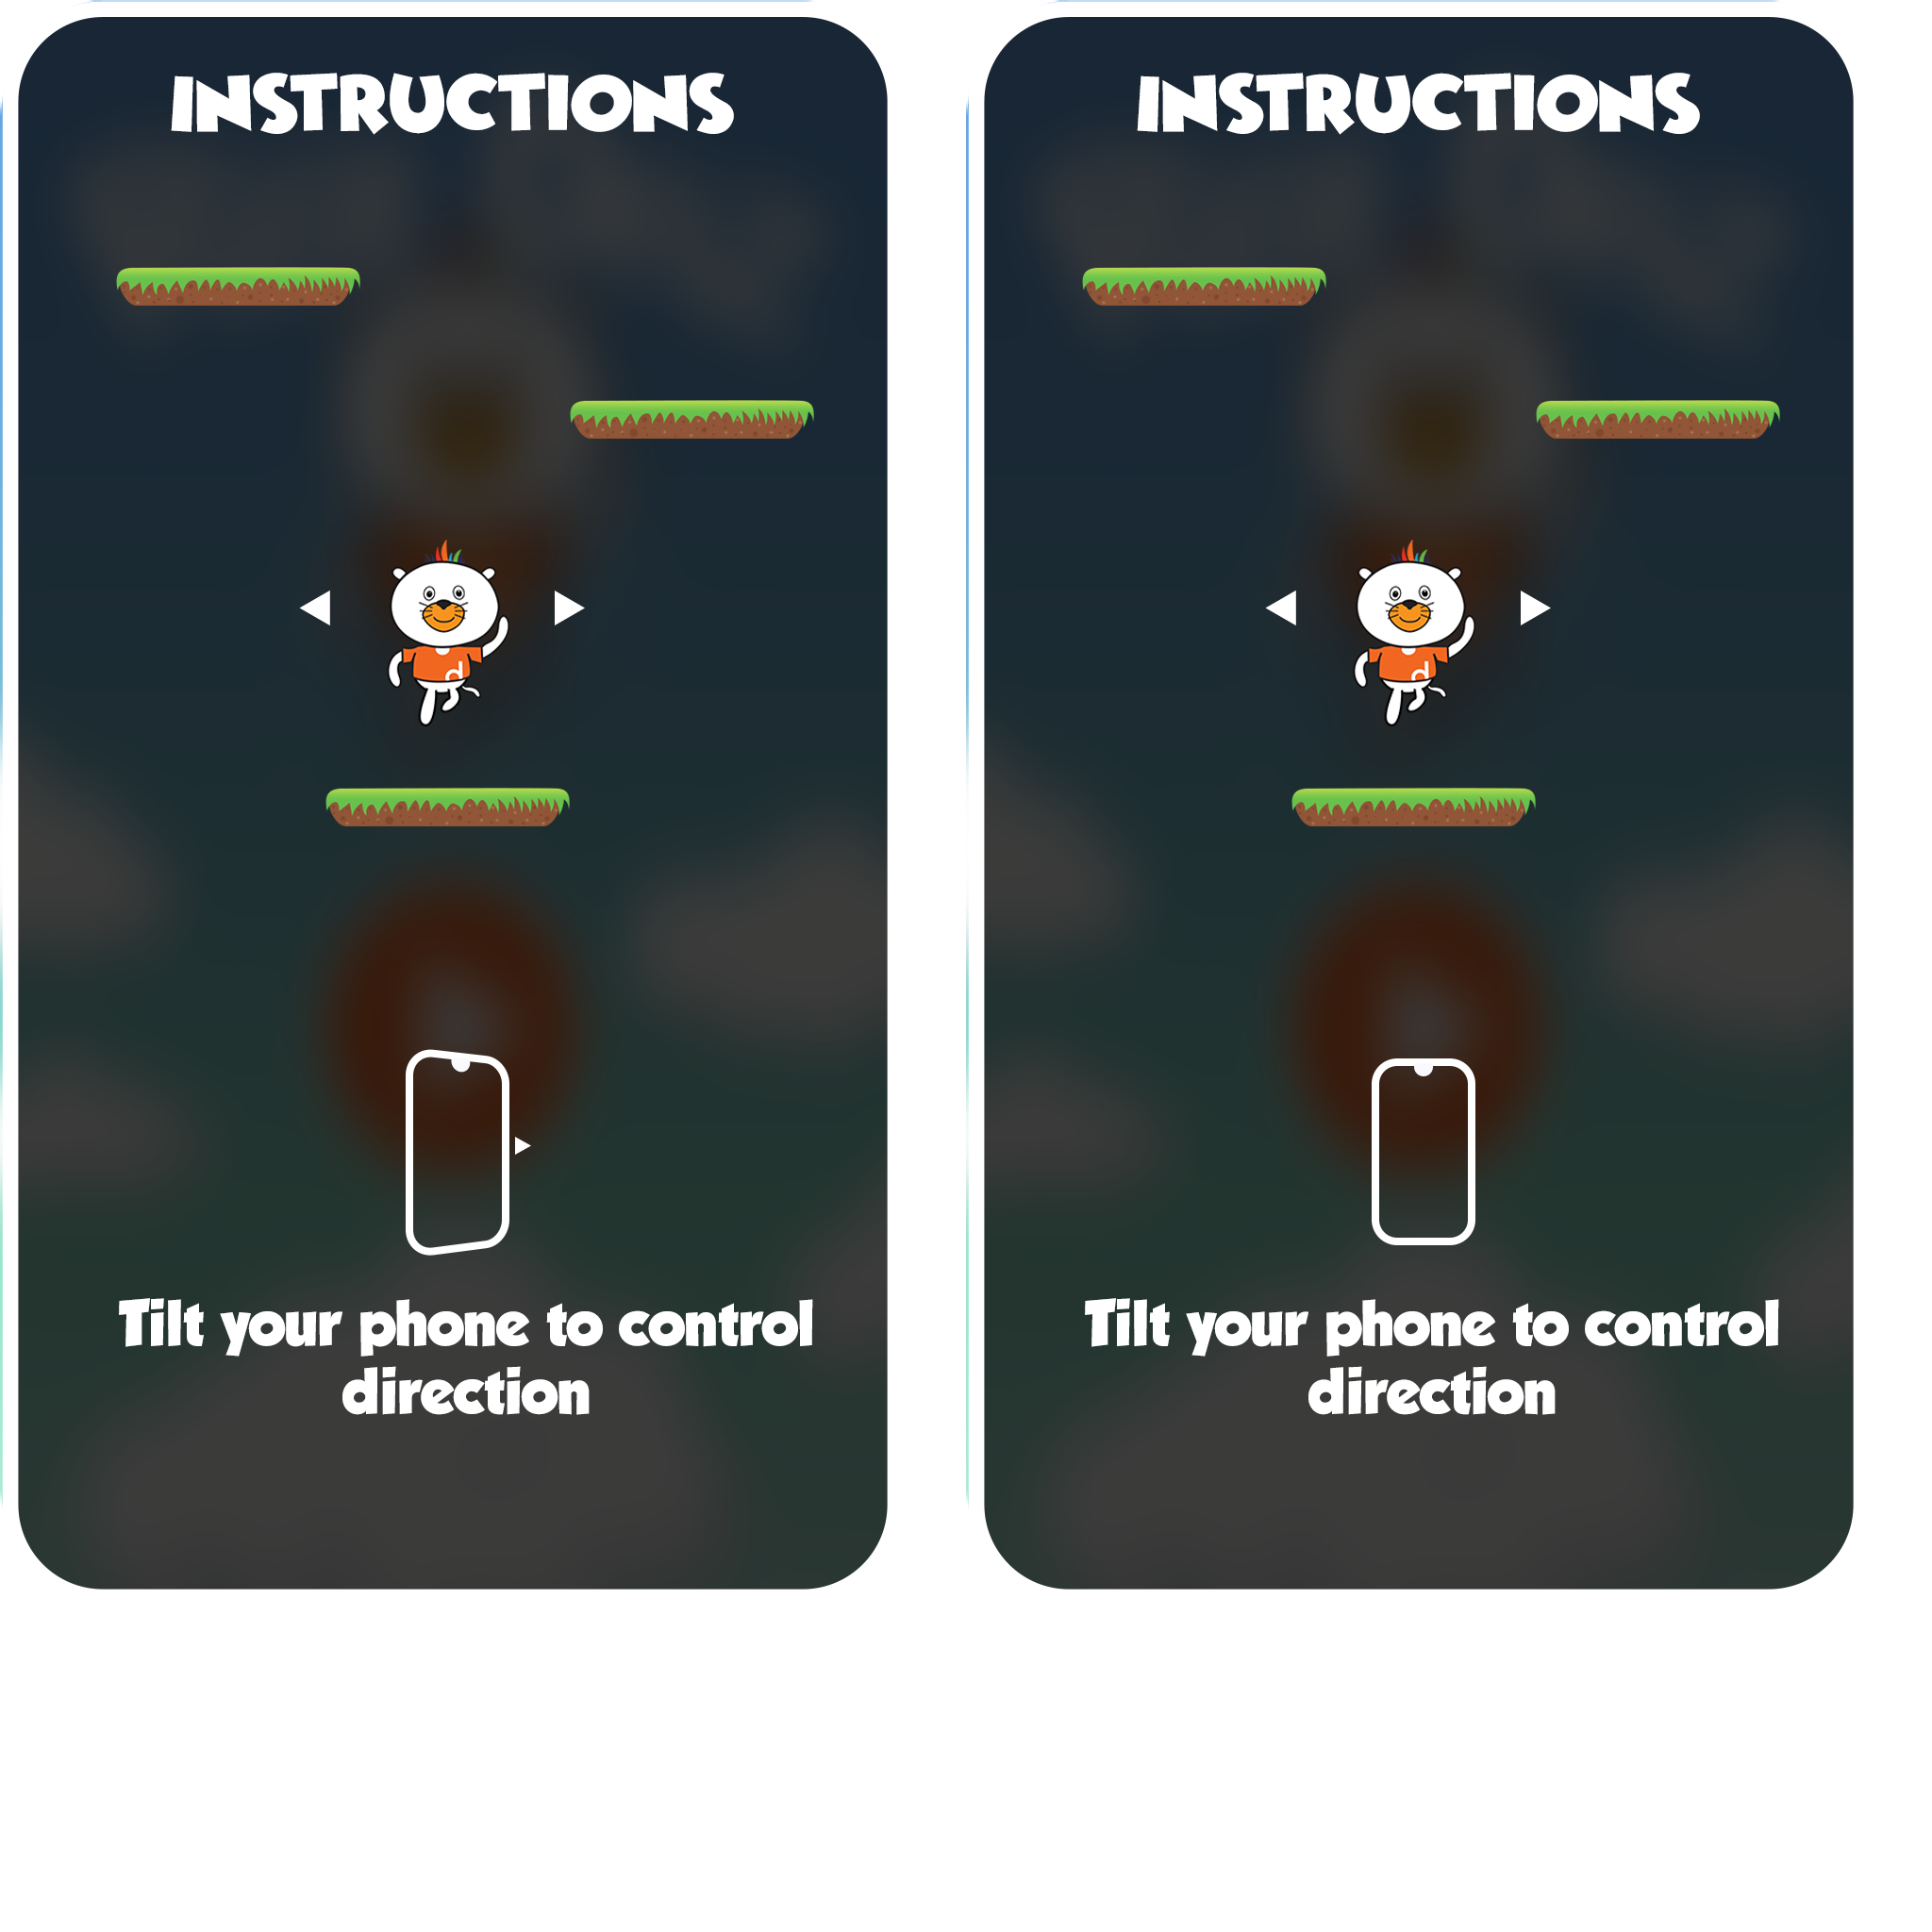 INSTRUCTIONS
d
Tilt your phone to control
direction
INSTRUCTIONS
d
Tilt your phone to control
direction